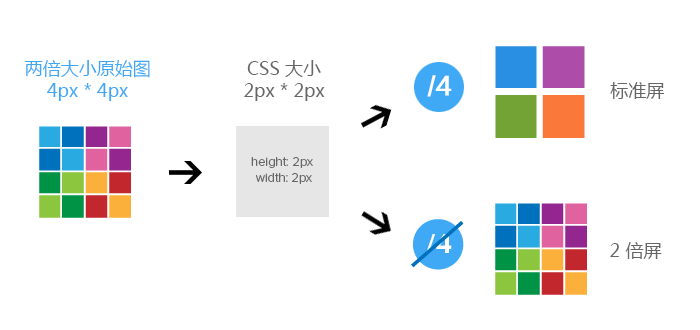 两倍大小原始图
4px * 4px
CSS 大小
2px * 2px
height: 2px
width: 2px
/4
标准屏
/4
2 倍屏